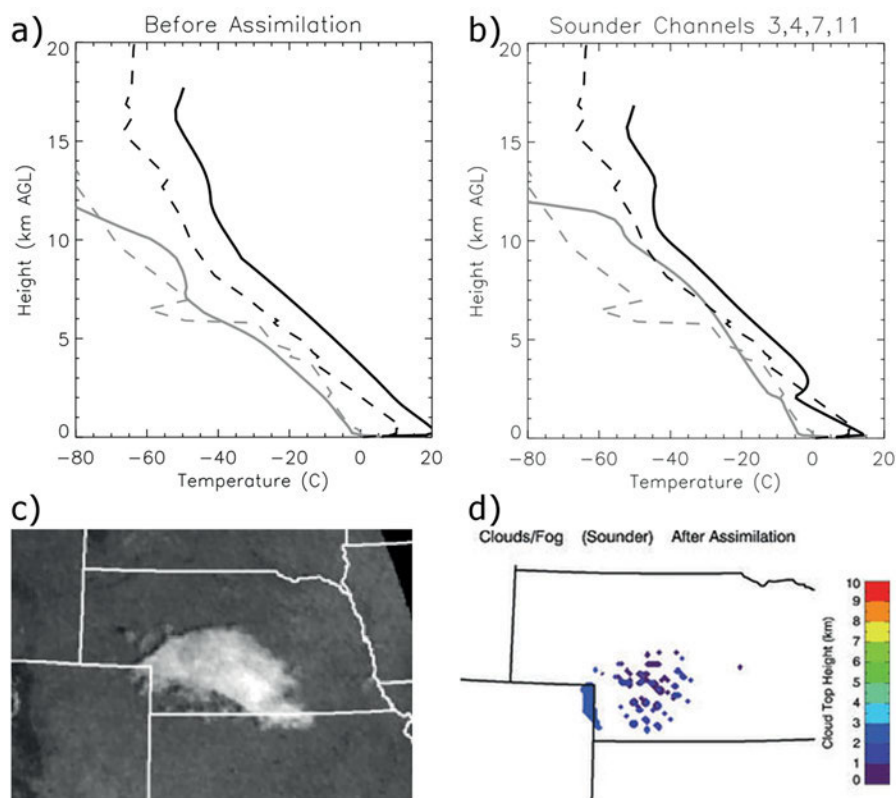 a)
Before Assimilation
20
15
10
5
0
Height (km AGL)
−80 −60 −40 −20 0 20
Temperature (C)
b)
Sounder Channels 3,4,7,11
20
15
10
5
0
Height (km AGL)
−80 −60 −40 −20 0 20
Temperature (C)
c)
d)
Clouds/Fog (Sounder) After Assimilation
10
9
8
7
6
5
4
3
2
1
0
Cloud Top Height (km)